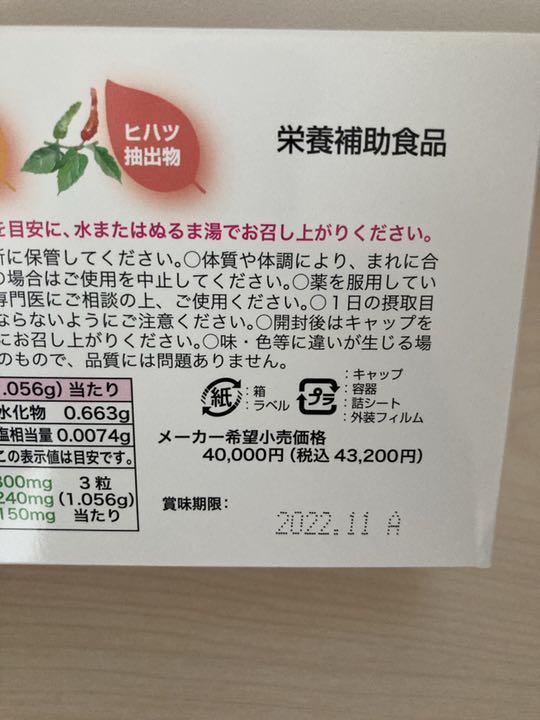 ヒハツ
抽出物
栄養補助食品
を目安に、水またはぬるま湯でお召し上がりください。
所に保管してください。○体質や体調により、まれに合
の場合はご使用を中止してください。○薬を服用してい
専門医にご相談の上、ご使用ください。○1日の摂取目
ならないようにご注意ください。○開封後はキャップを
にお召し上がりください。○味・色等に違いが生じる場
のもので、品質には問題ありません。
.056g) 当たり
水化物 0.663g
塩相当量 0.0074g
この表示値は目安です。
300mg 3粒
240mg (1.056g)
150mg 当たり
紙 :箱
:ラベル
プラ :キャップ
:容器
:詰シート
:外装フィルム
メーカー希望小売価格
40,000円(税込 43,200円)
賞味期限:
2022.11 A